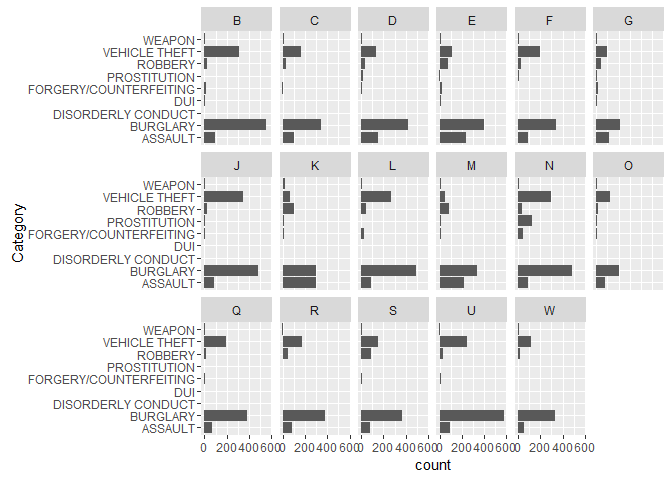 B C D E F G
WEAPON
VEHICLE THEFT
ROBBERY
PROSTITUTION
FORGERY/COUNTERFEITING
DUI
DISORDERLY CONDUCT
BURGLARY
ASSAULT
J K L M N O
WEAPON
VEHICLE THEFT
ROBBERY
PROSTITUTION
FORGERY/COUNTERFEITING
DUI
DISORDERLY CONDUCT
BURGLARY
ASSAULT
Category
Q R S U W
WEAPON
VEHICLE THEFT
ROBBERY
PROSTITUTION
FORGERY/COUNTERFEITING
DUI
DISORDERLY CONDUCT
BURGLARY
ASSAULT
0 200 400 600 0 200 400 600 0 200 400 600 0 200 400 600 0 200 400 600
count